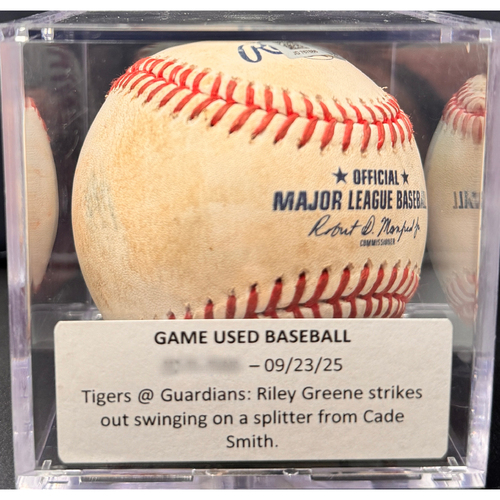 ★ OFFICIAL ★
MAJOR LEAGUE BASEBALL
Robert D. Manfred Jr.
COMMISSIONER
GAME USED BASEBALL
– 09/23/25
Tigers @ Guardians: Riley Greene strikes
out swinging on a splitter from Cade
Smith.